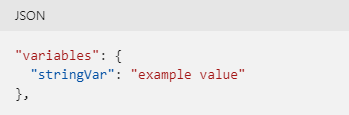 JSON
"variables": {
  "stringVar": "example value"
},